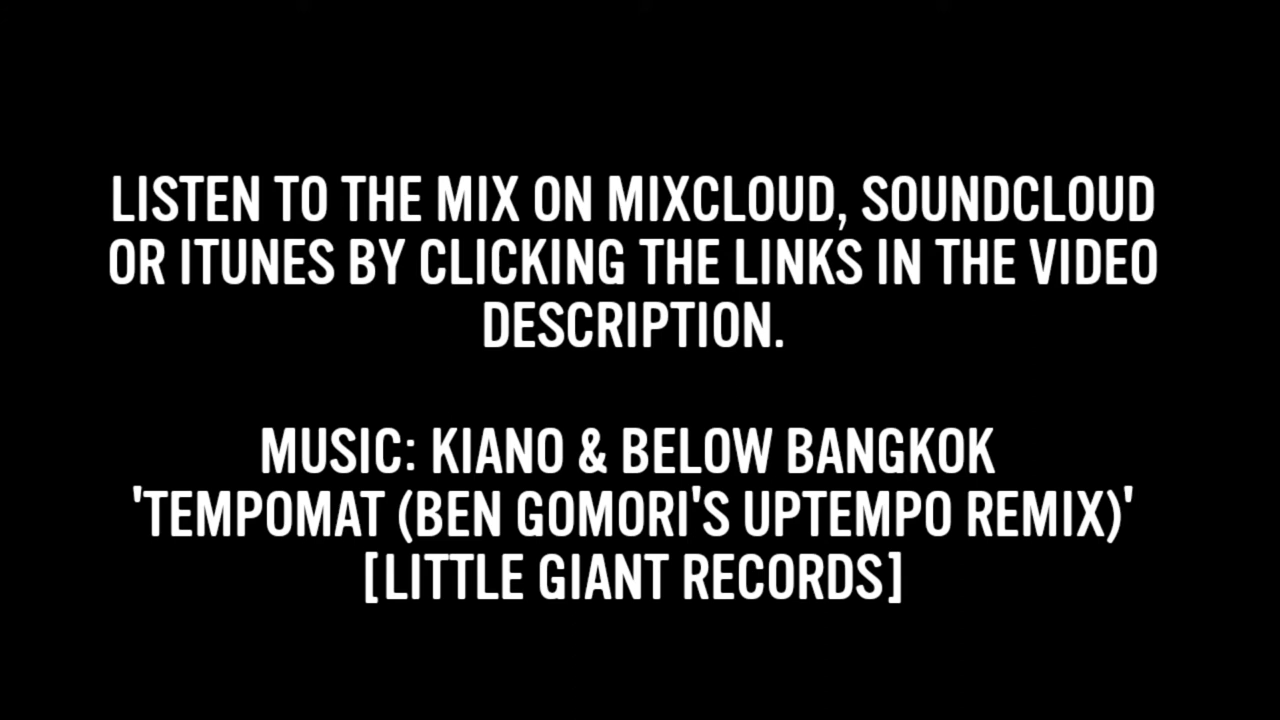 LISTEN TO THE MIX ON MIXCLOUD, SOUNDCLOUD
OR ITUNES BY CLICKING THE LINKS IN THE VIDEO
DESCRIPTION.
MUSIC: KIANO & BELOW BANGKOK
'TEMPOMAT (BEN GOMORI'S UPTEMPO REMIX)'
[LITTLE GIANT RECORDS]